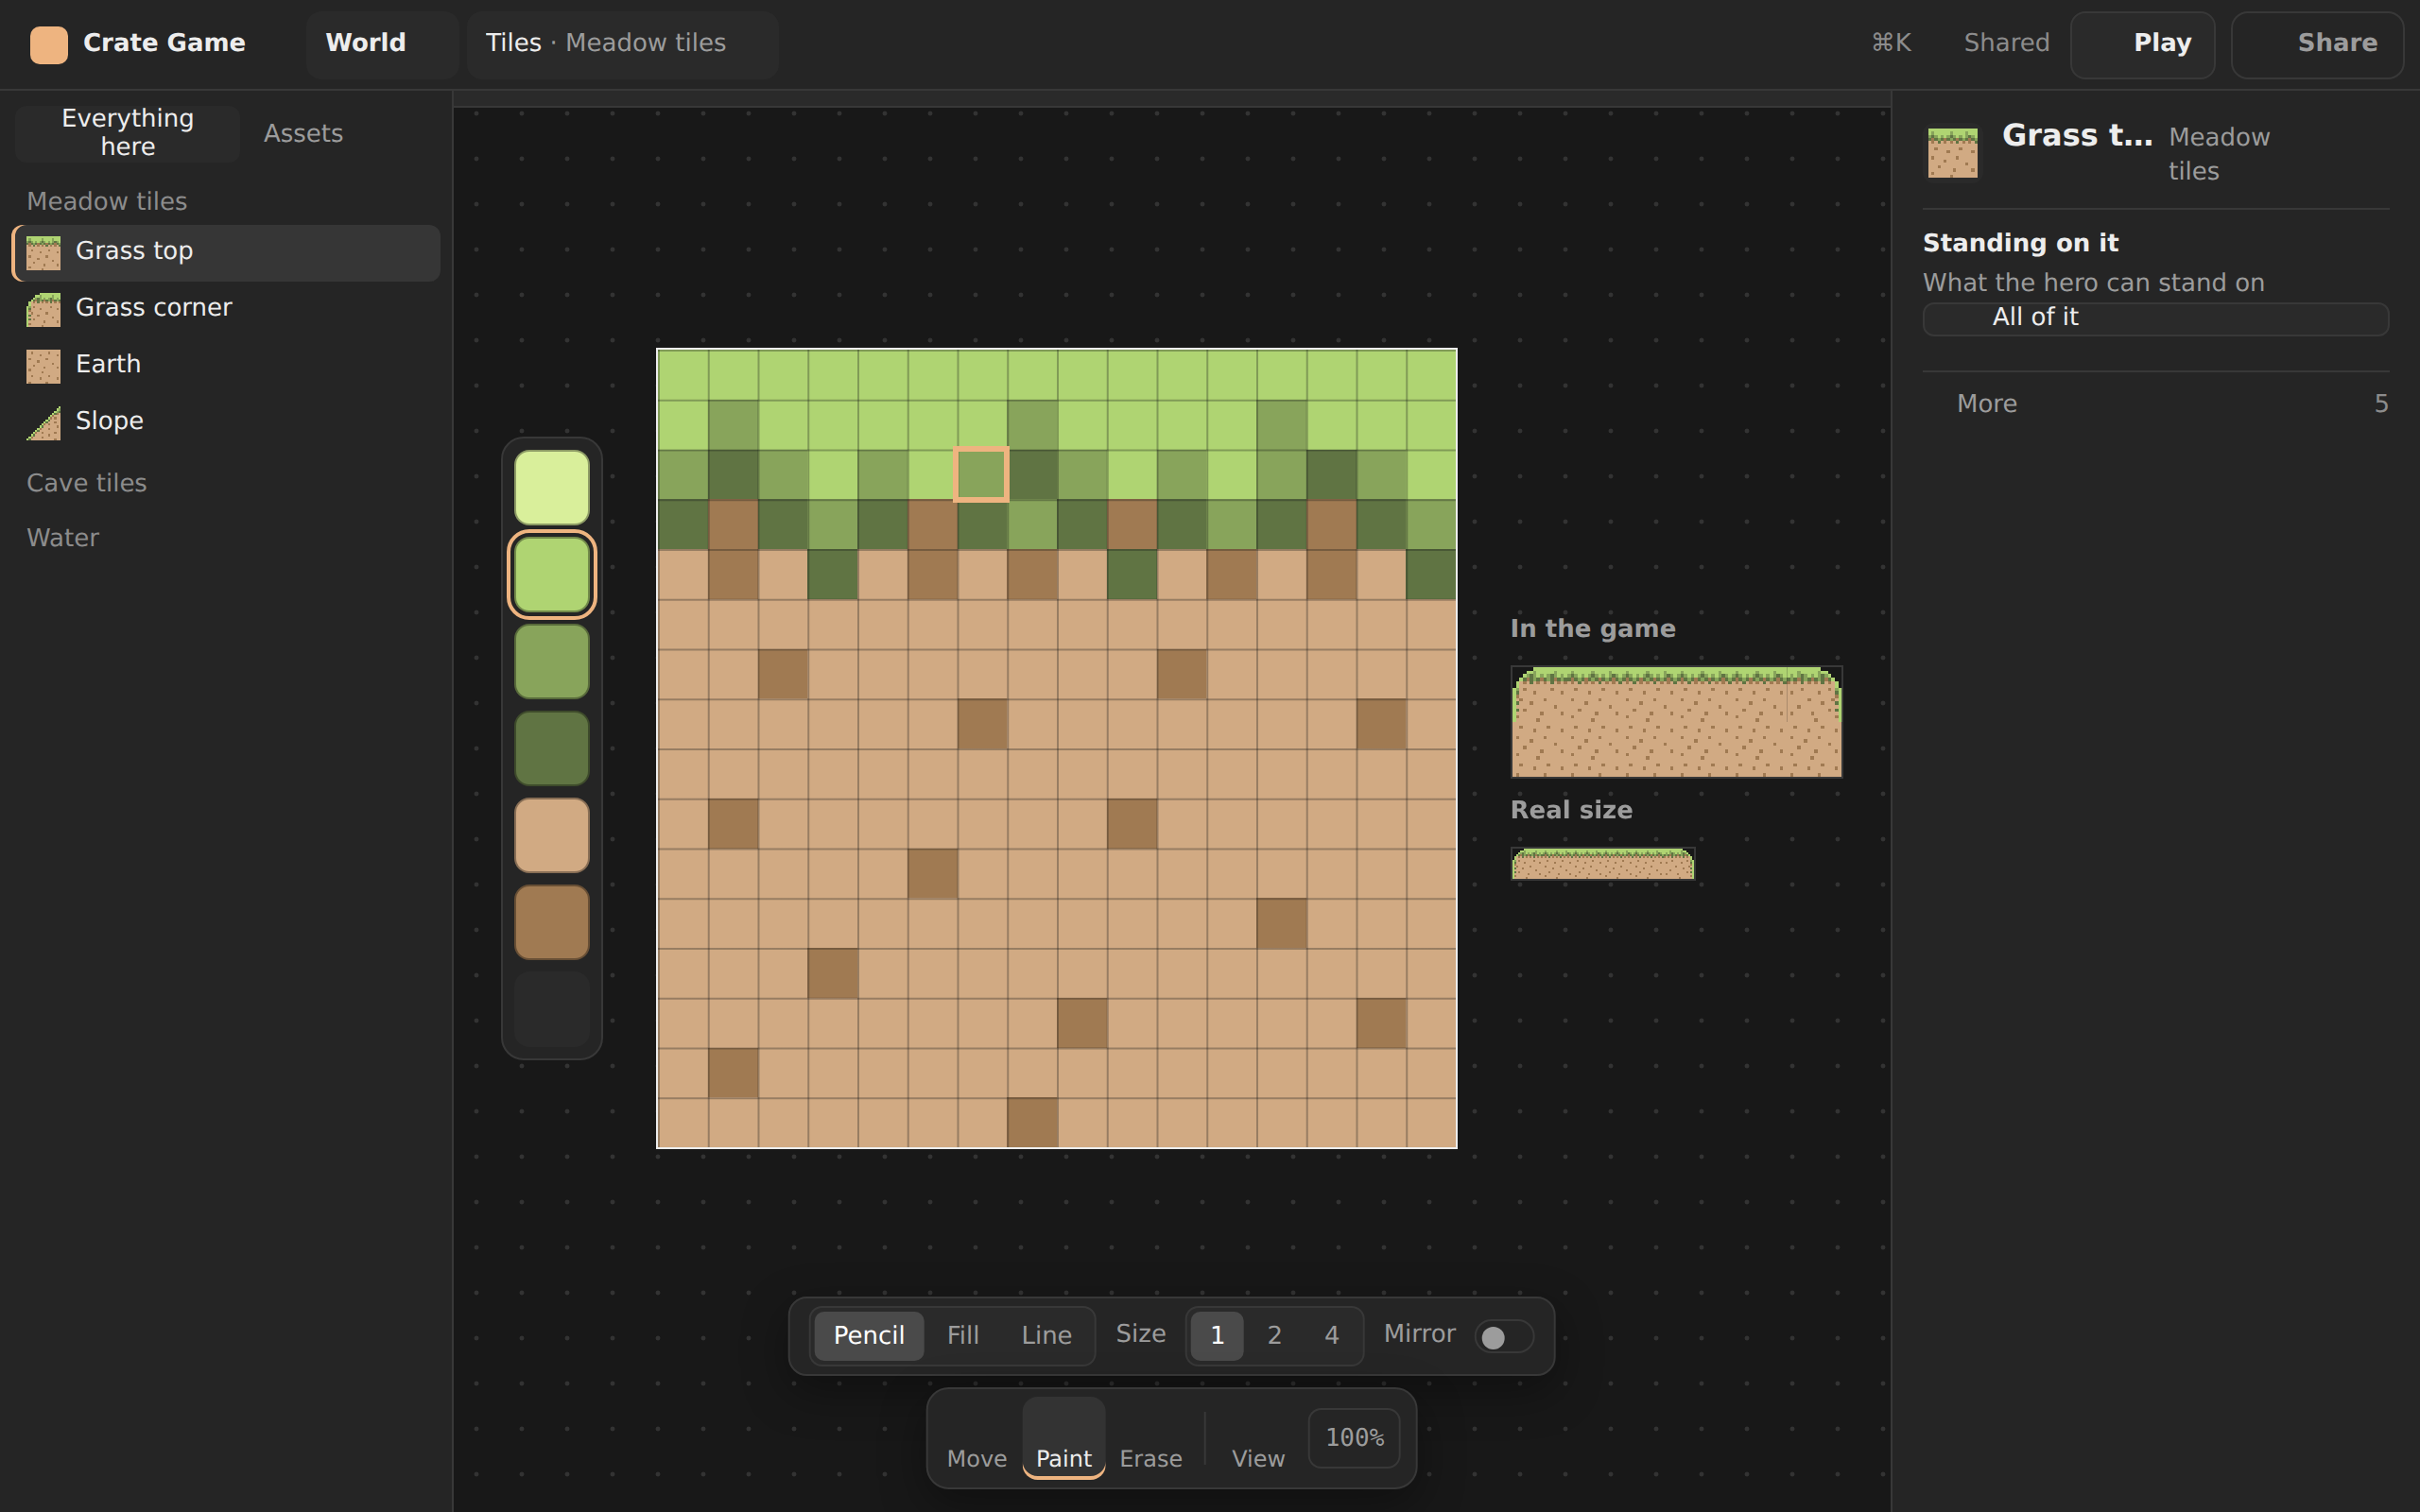 Crate Game
World
Tiles · Meadow tiles
⌘K
Shared
Play
Share
Everything
here
Assets
Meadow tiles
Grass top
Grass corner
Earth
Slope
Cave tiles
Water
In the game
Real size
Pencil
Fill
Line
Size
1
2
4
Mirror
Move
Paint
Erase
View
100%
Grass t…
Meadow
tiles
Standing on it
What the hero can stand on
All of it
More
5